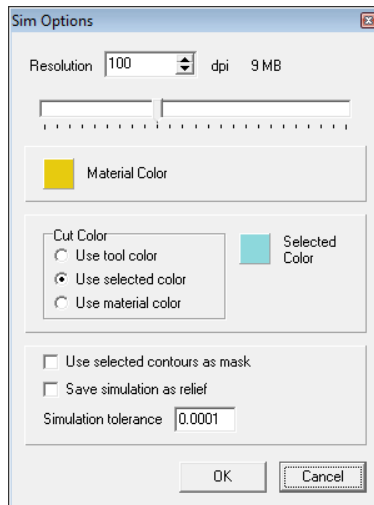 Sim Options
Resolution 100 dpi 9 MB
Material Color
Cut Color
Use tool color
Use selected color
Use material color
Selected
Color
Use selected contours as mask
Save simulation as relief
Simulation tolerance 0.0001
OK Cancel